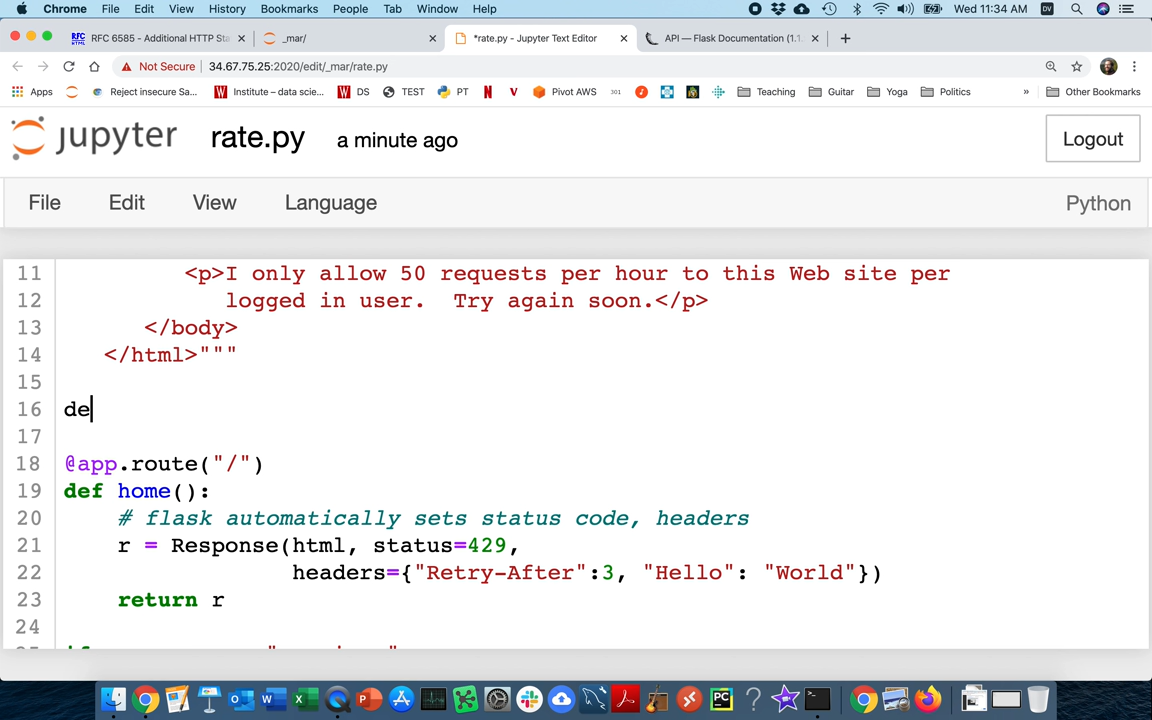 Chrome File Edit View History Bookmarks People Tab Window Help Wed 11:34 AM DV
RFC HTML RFC 6585 - Additional HTTP Sta × _mar/ × *rate.py - Jupyter Text Editor × API — Flask Documentation (1.1. × +
Not Secure 34.67.75.25:2020/edit/_mar/rate.py
Apps Reject insecure Sa... Institute – data scie... DS TEST PT Pivot AWS Teaching Guitar Yoga Politics » Other Bookmarks
jupyter rate.py a minute ago Logout
File Edit View Language Python
11 <p>I only allow 50 requests per hour to this Web site per
12 logged in user.  Try again soon.</p>
13 </body>
14 </html>"""
15
16 de
17
18 @app.route("/")
19 def home():
20 # flask automatically sets status code, headers
21 r = Response(html, status=429,
22 headers={"Retry-After":3, "Hello": "World"})
23 return r
24